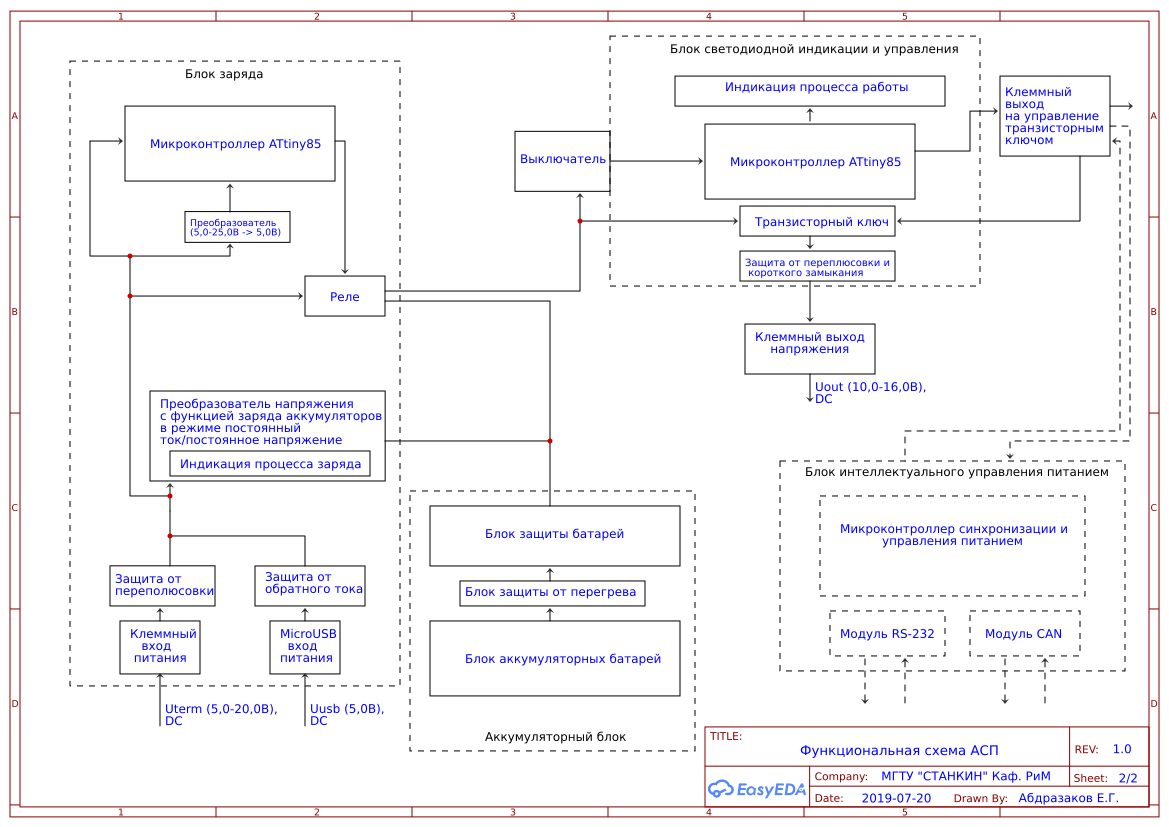 1 2 3 4 5
A
B
C
D
A
B
C
D
Блок заряда
Микроконтроллер ATtiny85
Преобразователь
(5,0-25,0В -> 5,0В)
Реле
Преобразователь напряжения
с функцией заряда аккумуляторов
в режиме постоянный
ток/постоянное напряжение
Индикация процесса заряда
Защита от
переполюсовки
Защита от
обратного тока
Клеммный
вход
питания
MicroUSB
вход
питания
Uterm (5,0-20,0В),
DC
Uusb (5,0В),
DC
Блок защиты батарей
Блок защиты от перегрева
Блок аккумуляторных батарей
Аккумуляторный блок
Выключатель
Блок светодиодной индикации и управления
Индикация процесса работы
Микроконтроллер ATtiny85
Транзисторный ключ
Защита от переплюсовки и
короткого замыкания
Клеммный выход
напряжения
Uout (10,0-16,0В),
DC
Клеммный
выход
на управление
транзисторным
ключом
Блок интеллектуального управления питанием
Микроконтроллер синхронизации и
управления питанием
Модуль RS-232
Модуль CAN
TITLE:
Функциональная схема АСП
REV: 1.0
EasyEDA
Company: МГТУ "СТАНКИН" Каф. РиМ
Sheet: 2/2
Date: 2019-07-20 Drawn By: Абдразаков Е.Г.
1 2 3 4 5